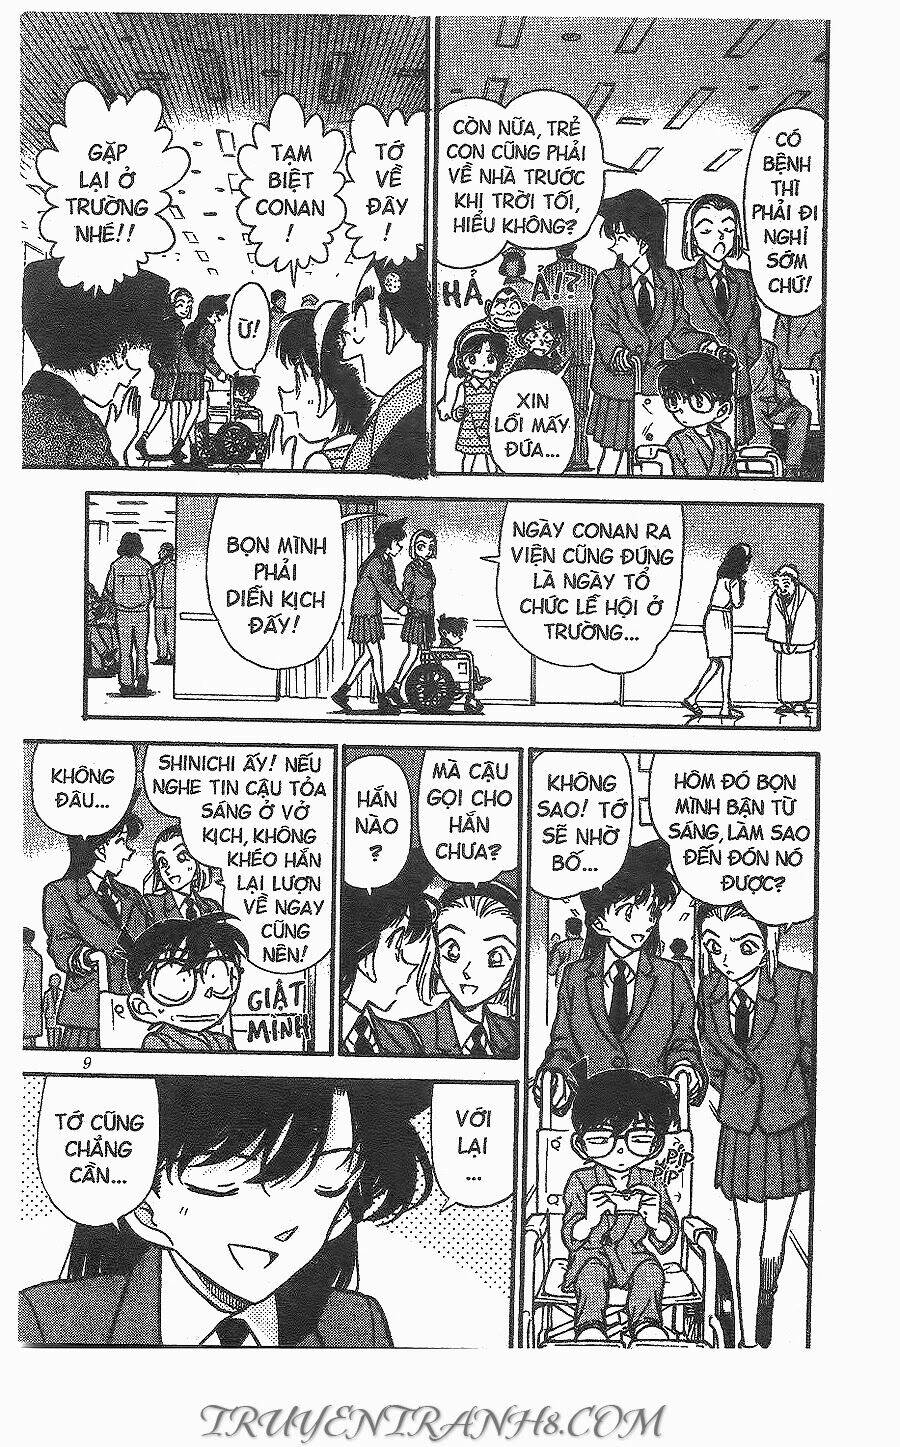 CÓ
BỆNH
THÌ
PHẢI ĐI
NGHỈ
SỚM
CHỨ!
CÒN NỮA, TRẺ
CON CŨNG PHẢI
VỀ NHÀ TRƯỚC
KHI TRỜI TỐI,
HIỂU KHÔNG?
HẢ Ả!?
XIN
LỖI MẤY
ĐỨA...
TỚ
VỀ
ĐÂY!
TẠM
BIỆT
CONAN
!
GẶP
LẠI Ở
TRƯỜNG
NHÉ!!
Ừ!
NGÀY CONAN RA
VIỆN CŨNG ĐÚNG
LÀ NGÀY TỔ
CHỨC LỄ HỘI Ở
TRƯỜNG...
BỌN MÌNH
PHẢI
DIỄN KỊCH
ĐẤY!
HÔM ĐÓ BỌN
MÌNH BẬN TỪ
SÁNG, LÀM SAO
ĐẾN ĐÓN NÓ
ĐƯỢC?
KHÔNG
SAO! TỚ
SẼ NHỜ
BỐ...
PÍP
PÍP
MÀ CẬU
GỌI CHO
HẮN
CHƯA?
HẮN
NÀO
?
SHINICHI ẤY! NẾU
NGHE TIN CẬU TỎA
SÁNG Ở VỞ
KỊCH, KHÔNG
KHÉO HẮN
LẠI LƯỢN
VỀ NGAY
CŨNG
NÊN!
KHÔNG
ĐÂU...
GIẬT
MÌNH
9
VỚI
LẠI
...
TỚ CŨNG
CHẲNG
CẦN...
TRUYENTRANH8.COM